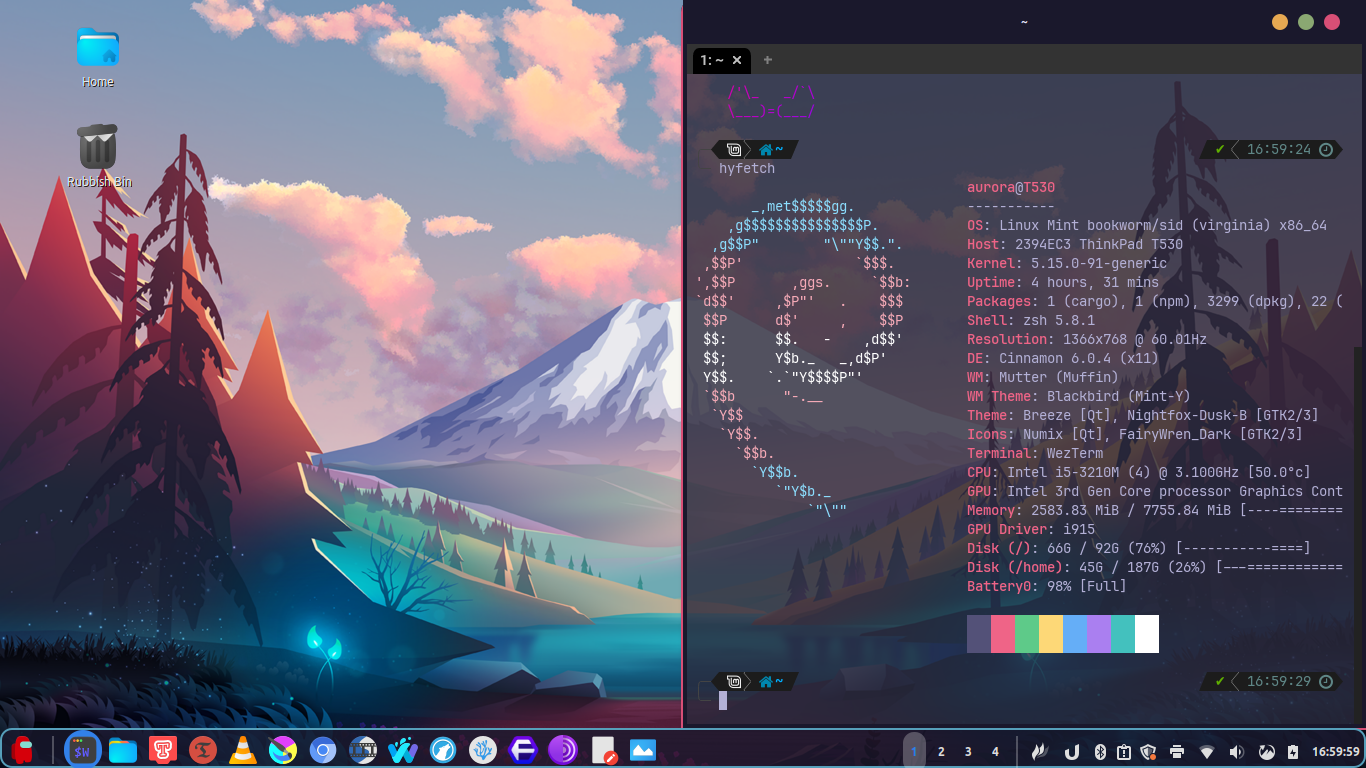 Home
Rubbish Bin
~
1: ~ ✕ +
/^\_ _/`\
(___)=(___/
~ ✔ 16:59:24
hyfetch
aurora@T530
-----------
OS: Linux Mint bookworm/sid (virginia) x86_64
Host: 2394EC3 ThinkPad T530
Kernel: 5.15.0-91-generic
Uptime: 4 hours, 31 mins
Packages: 1 (cargo), 1 (npm), 3299 (dpkg), 22 (
Shell: zsh 5.8.1
Resolution: 1366x768 @ 60.01Hz
DE: Cinnamon 6.0.4 (x11)
WM: Mutter (Muffin)
WM Theme: Blackbird (Mint-Y)
Theme: Breeze [Qt], Nightfox-Dusk-B [GTK2/3]
Icons: Numix [Qt], FairyWren_Dark [GTK2/3]
Terminal: WezTerm
CPU: Intel i5-3210M (4) @ 3.100GHz [50.0°c]
GPU: Intel 3rd Gen Core processor Graphics Cont
Memory: 2583.83 MiB / 7755.84 MiB [----=========
GPU Driver: i915
Disk (/): 66G / 92G (76%) [-----------====]
Disk (/home): 45G / 187G (26%) [---============
Battery0: 98% [Full]
_,met$$$$$gg.
,g$$$$$$$$$$$$$$$P.
,g$$P" "\""Y$$.".
,$$P' `$$$.
',$$P ,ggs. `$$b:
`d$$' ,$P"' . $$$
$$P d$' , $$P
$$: $$. - ,d$$'
$$; Y$b._ _,d$P'
Y$$. `.`"Y$$$$P"'
`$$b "-.__
`Y$$
`Y$$.
`$$b.
`Y$$b.
`"Y$b._
`"\""
~ ✔ 16:59:29
$W
1 2 3 4
16:59:59